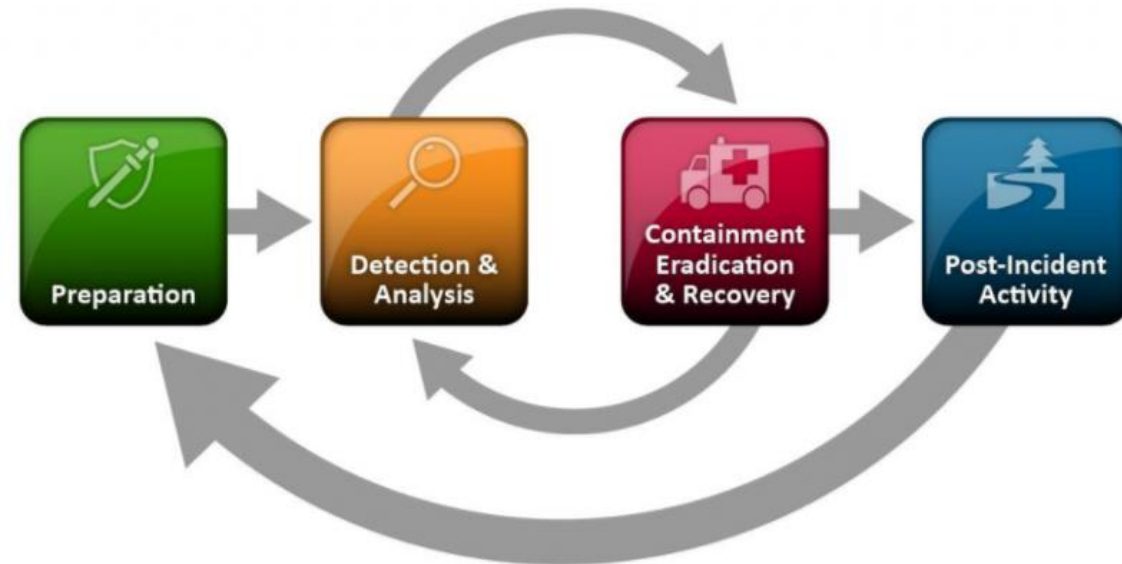 Preparation
Detection &
Analysis
Containment
Eradication
& Recovery
Post-Incident
Activity